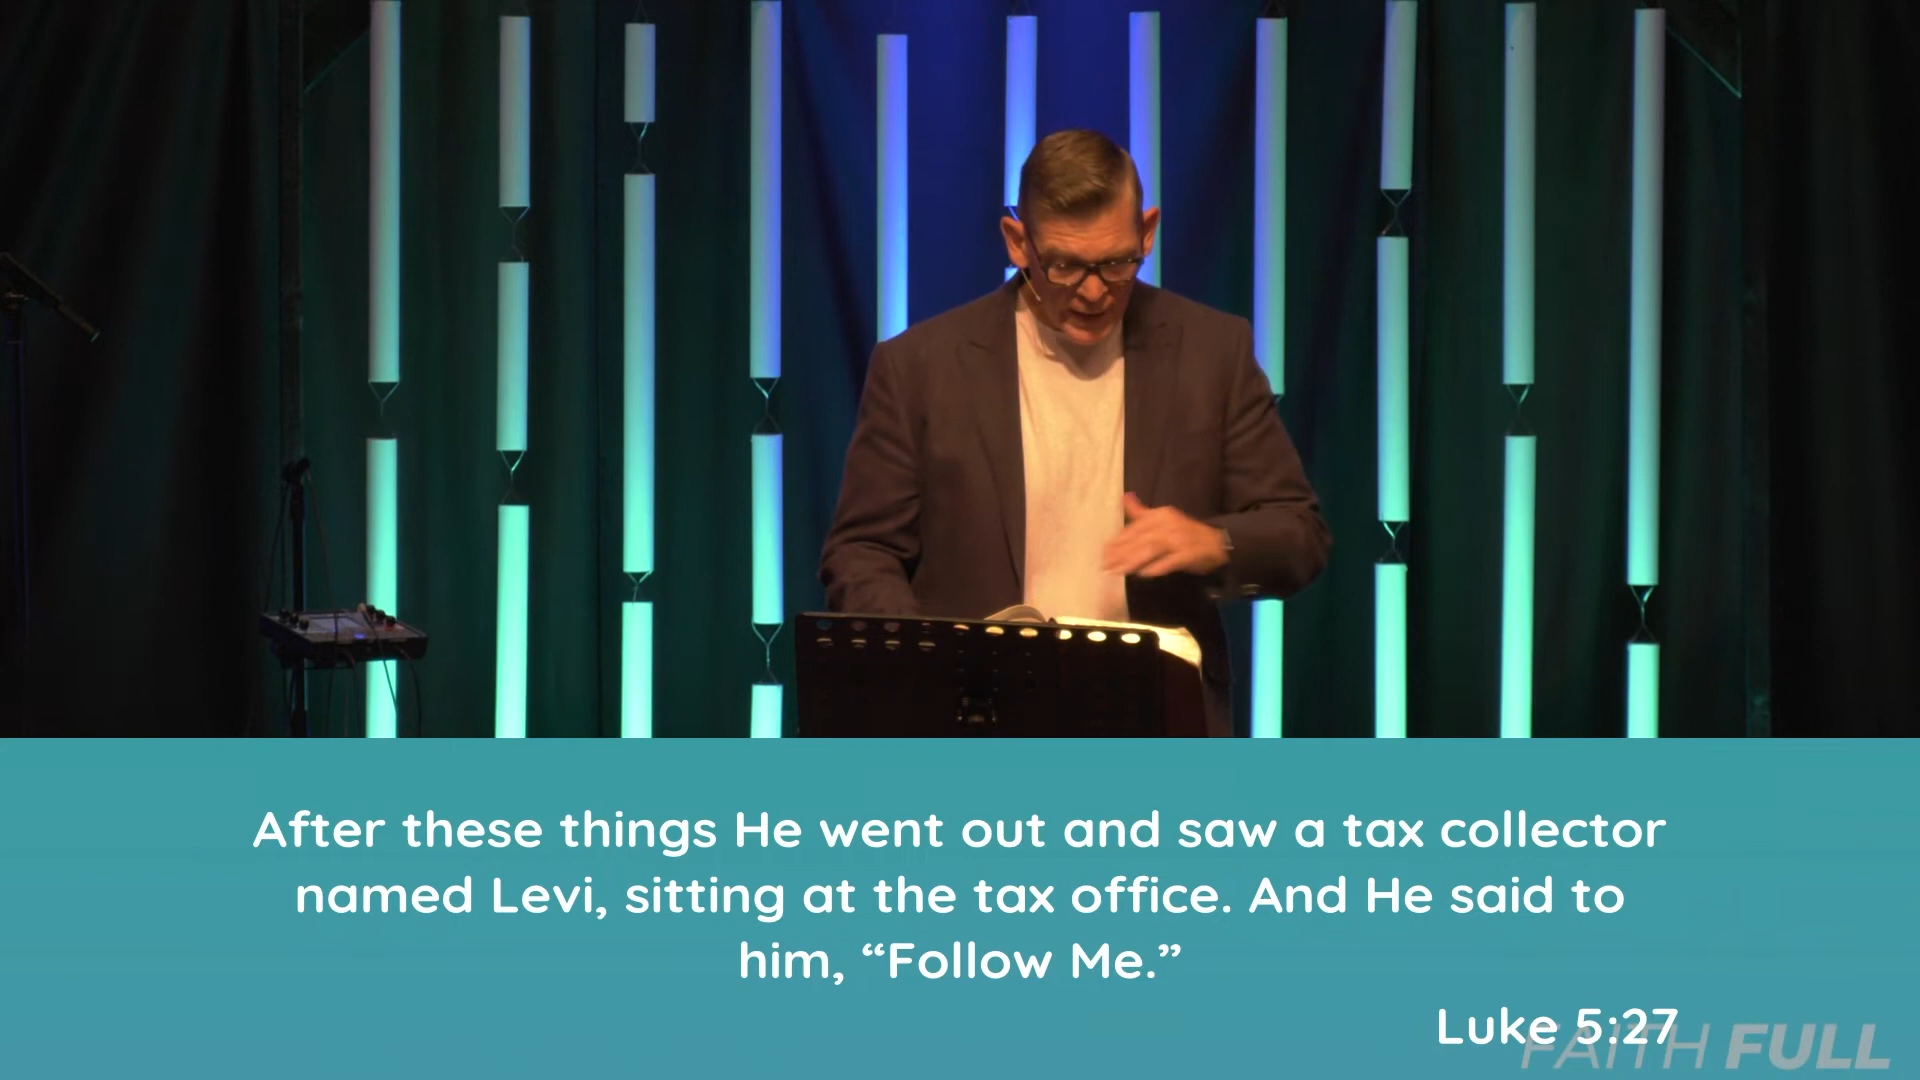 After these things He went out and saw a tax collector
named Levi, sitting at the tax office. And He said to
him, “Follow Me.”
Luke 5:27
FAITH FULL